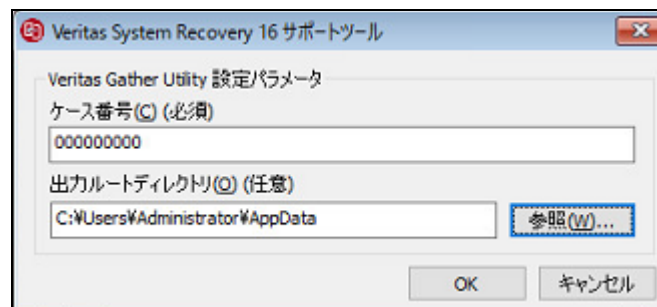 Veritas System Recovery 16 サポートツール
Veritas Gather Utility 設定パラメータ
ケース番号(C) (必須)
000000000
出力ルートディレクトリ(O) (任意)
C:¥Users¥Administrator¥AppData
参照(W)...
OK
キャンセル